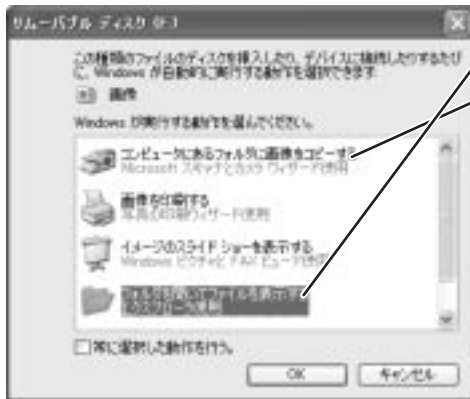 リムーバブル ディスク (F:)
この種類のファイルのディスクを挿入したり、デバイスに接続したりするたび
に、Windows が自動的に実行する動作を選択できます
画像
Windows が実行する動作を選んでください。
コンピュータにあるフォルダに画像をコピーする
Microsoft スキャナとカメラ ウィザード使用
画像を印刷する
写真の印刷ウィザード使用
イメージのスライド ショーを表示する
Windows ピクチャと FAX ビューア使用
フォルダを開いてファイルを表示する
エクスプローラ使用
常に選択した動作を行う。
OK
キャンセル